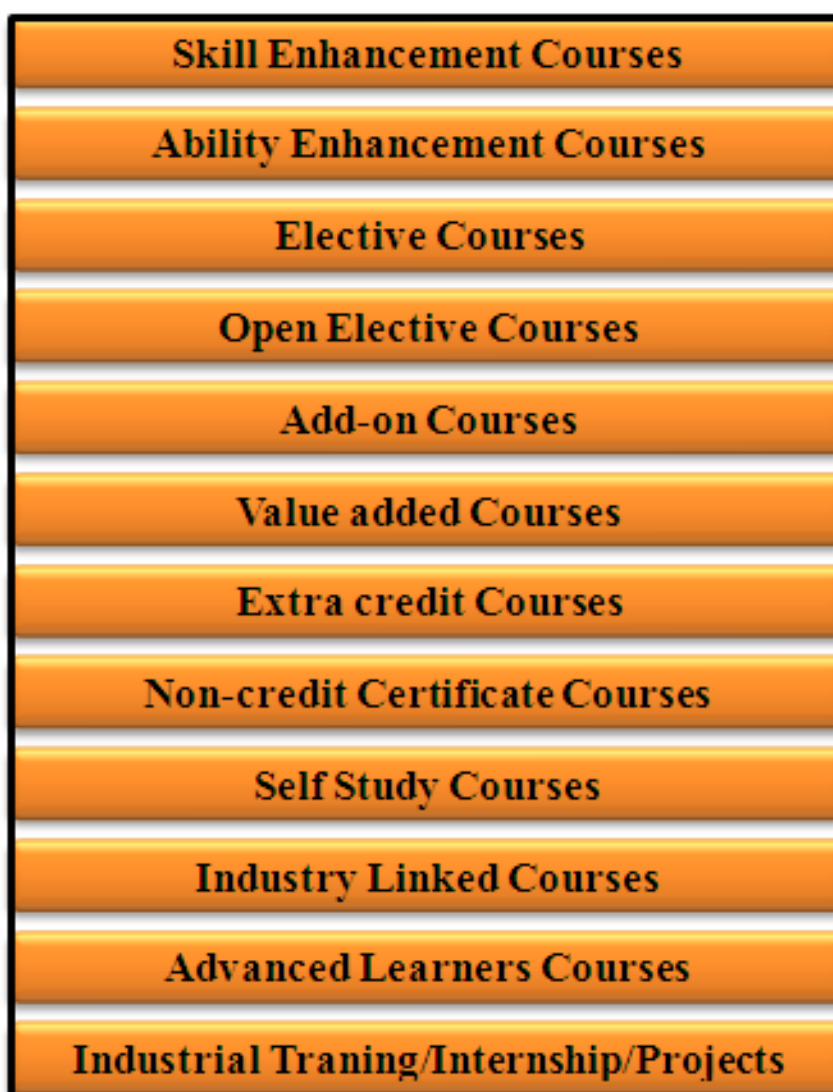 Skill Enhancement Courses
Ability Enhancement Courses
Elective Courses
Open Elective Courses
Add-on Courses
Value added Courses
Extra credit Courses
Non-credit Certificate Courses
Self Study Courses
Industry Linked Courses
Advanced Learners Courses
Industrial Traning/Internship/Projects